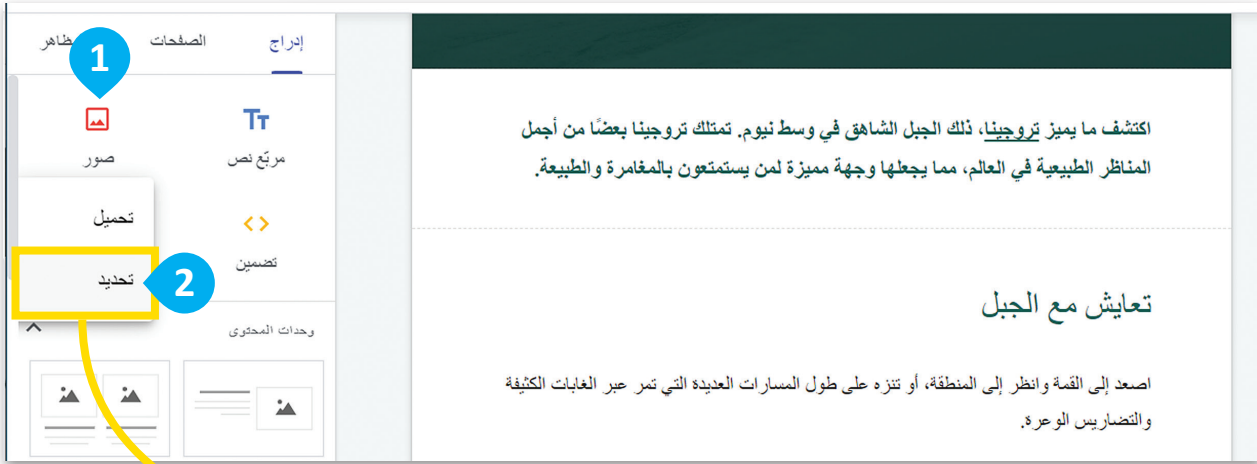 إدراج
الصفحات
ظاهر
1
Tт
صور
مربّع نص
تحميل
<>
تضمين
تحديد
2
وحدات المحتوى
اكتشف ما يميز تروجينا، ذلك الجبل الشاهق في وسط نيوم. تمتلك تروجينا بعضًا من أجمل
المناظر الطبيعية في العالم، مما يجعلها وجهة مميزة لمن يستمتعون بالمغامرة والطبيعة.
تعايش مع الجبل
اصعد إلى القمة وانظر إلى المنطقة، أو تنزه على طول المسارات العديدة التي تمر عبر الغابات الكثيفة
والتضاريس الوعرة.